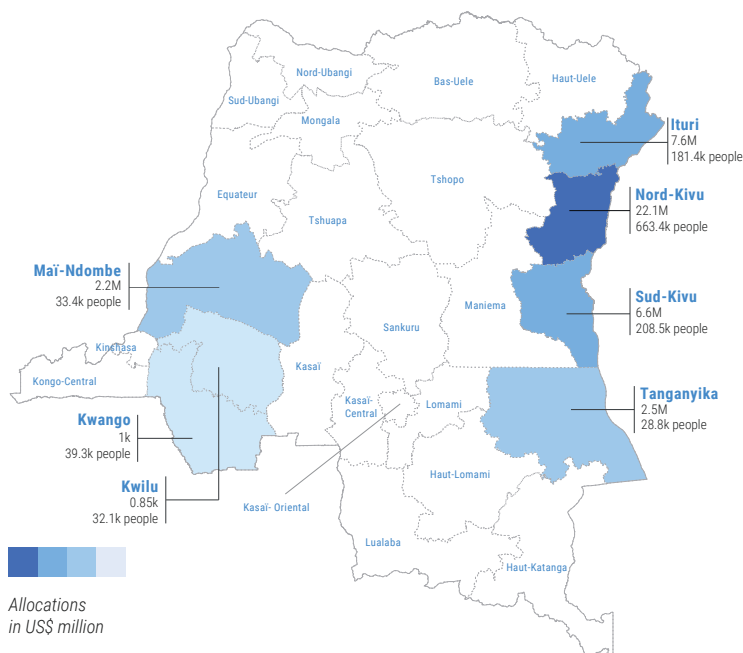 Nord-Ubangi
Bas-Uele
Haut-Uele
Sud-Ubangi
Mongala
Ituri
7.6M
181.4k people
Tshopo
Equateur
Nord-Kivu
22.1M
663.4k people
Tshuapa
Maï-Ndombe
2.2M
33.4k people
Sud-Kivu
6.6M
208.5k people
Maniema
Sankuru
Kinchasa
Kasaï
Kongo-Central
Tanganyika
2.5M
28.8k people
Kasaï-
Central
Lomami
Kwango
1k
39.3k people
Haut-Lomami
Kwilu
0.85k
32.1k people
Kasaï- Oriental
Lualaba
Haut-Katanga
Allocations
in US$ million